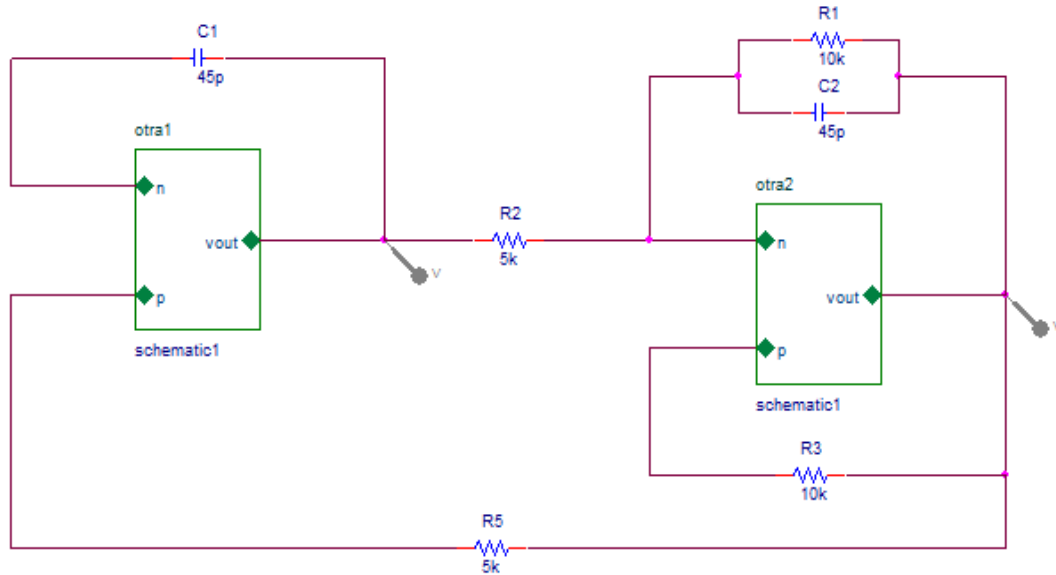 C1
45p
R1
10k
C2
45p
otra1
n
vout
p
schematic1
R2
5k
V
otra2
n
vout
p
schematic1
V
R3
10k
R5
5k